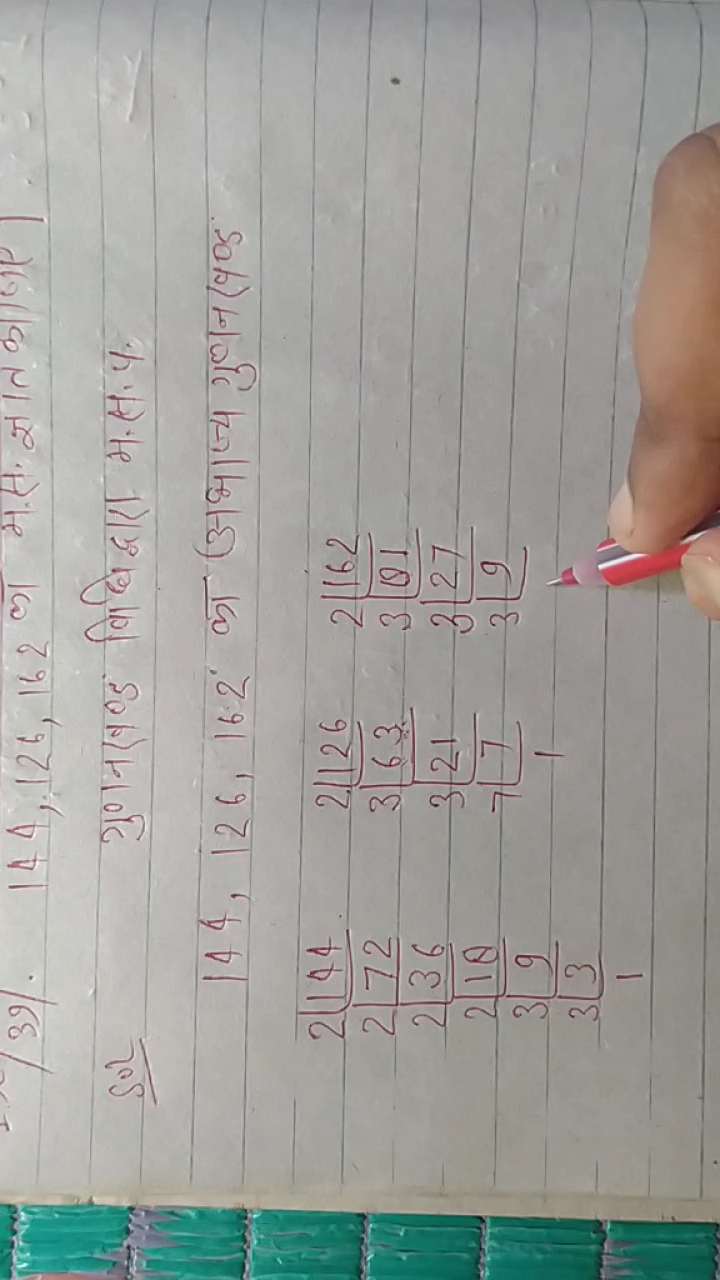 39). 144, 126, 162 का म.स. ज्ञात कीजिए।
Sol गुणनखण्ड विधि द्वारा म.स.प.
144, 126, 162 का अभाज्य गुणनखण्ड
2 144 2 126 2 162
2 72 3 63 3 81
2 36 3 21 3 27
2 18 7 7 3 9
3 9 1
3 3
1